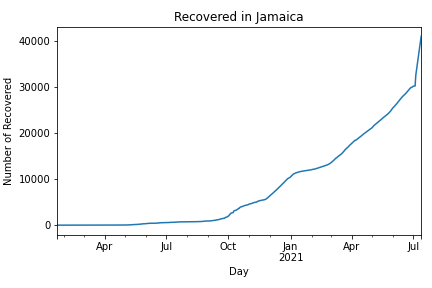 Recovered in Jamaica
Number of Recovered
40000
30000
20000
10000
0
Apr Jul Oct Jan Apr Jul
2021
Day